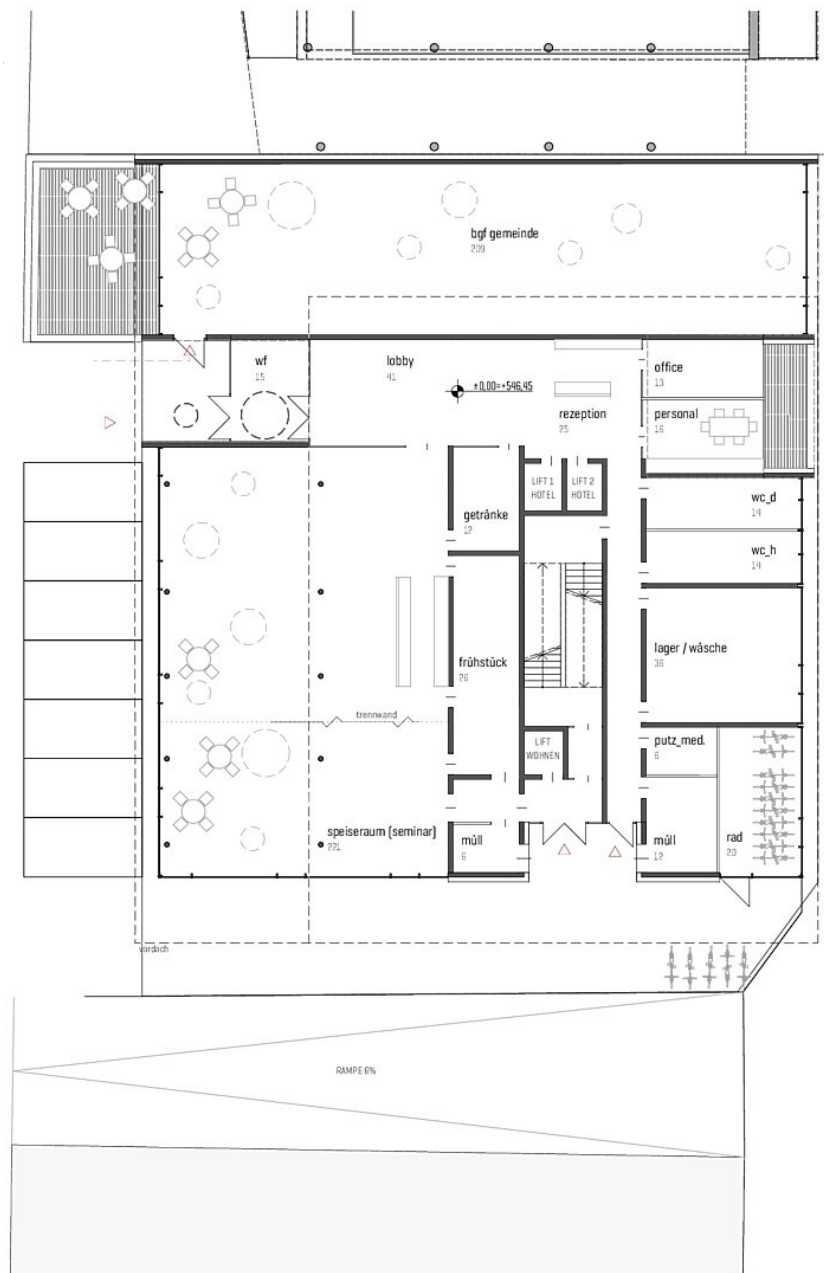 bgf gemeinde
209
wf
15
lobby
41
±0,00=+546,45
rezeption
25
office
13
personal
16
LIFT 1
HOTEL
LIFT 2
HOTEL
getränke
12
wc_d
14
wc_h
14
frühstück
26
lager / wäsche
36
trennwand
LIFT
WOHNEN
putz_med.
6
speiseraum (seminar)
221
müll
6
müll
12
rad
20
vordach
RAMPE 6%